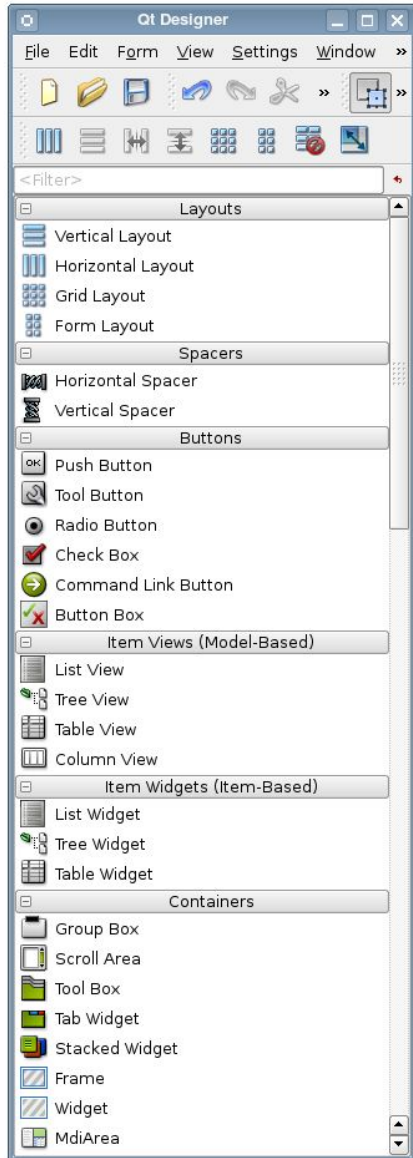 Qt Designer
File Edit Form View Settings Window »
» »
<Filter>
Layouts
Vertical Layout
Horizontal Layout
Grid Layout
Form Layout
Spacers
Horizontal Spacer
Vertical Spacer
Buttons
OK Push Button
Tool Button
Radio Button
Check Box
Command Link Button
Button Box
Item Views (Model-Based)
List View
Tree View
Table View
Column View
Item Widgets (Item-Based)
List Widget
Tree Widget
Table Widget
Containers
Group Box
Scroll Area
Tool Box
Tab Widget
Stacked Widget
Frame
Widget
MdiArea